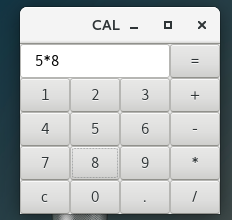 CAL
5*8 =
1 2 3 +
4 5 6 -
7 8 9 *
c 0 . /